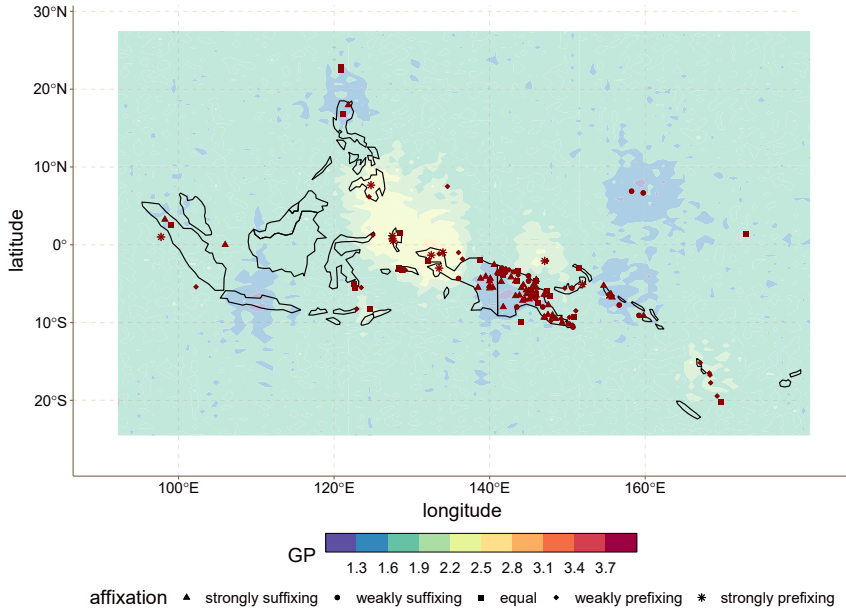 30°N
20°N
10°N
0°
10°S
20°S
latitude
100°E 120°E 140°E 160°E
longitude
GP
1.3 1.6 1.9 2.2 2.5 2.8 3.1 3.4 3.7
affixation strongly suffixing weakly suffixing equal weakly prefixing strongly prefixing